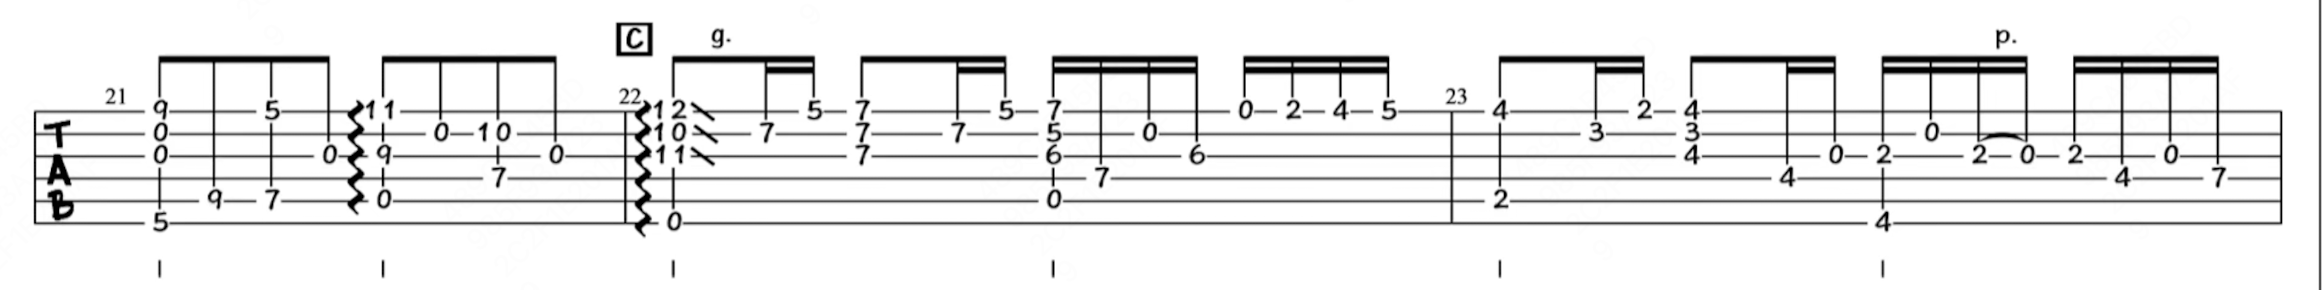 C g. p.
21 22 23
9 5 11 12 5 7 5 7 0 2 4 5 4 2 4
T 0 0 10 10 7 7 7 5 0 3 3 0
0 0 9 0 11 7 6 6 4 0 2 2 0 2 0
A 7 7 4 4 7
B 9 7 0 0 2
5 0 4